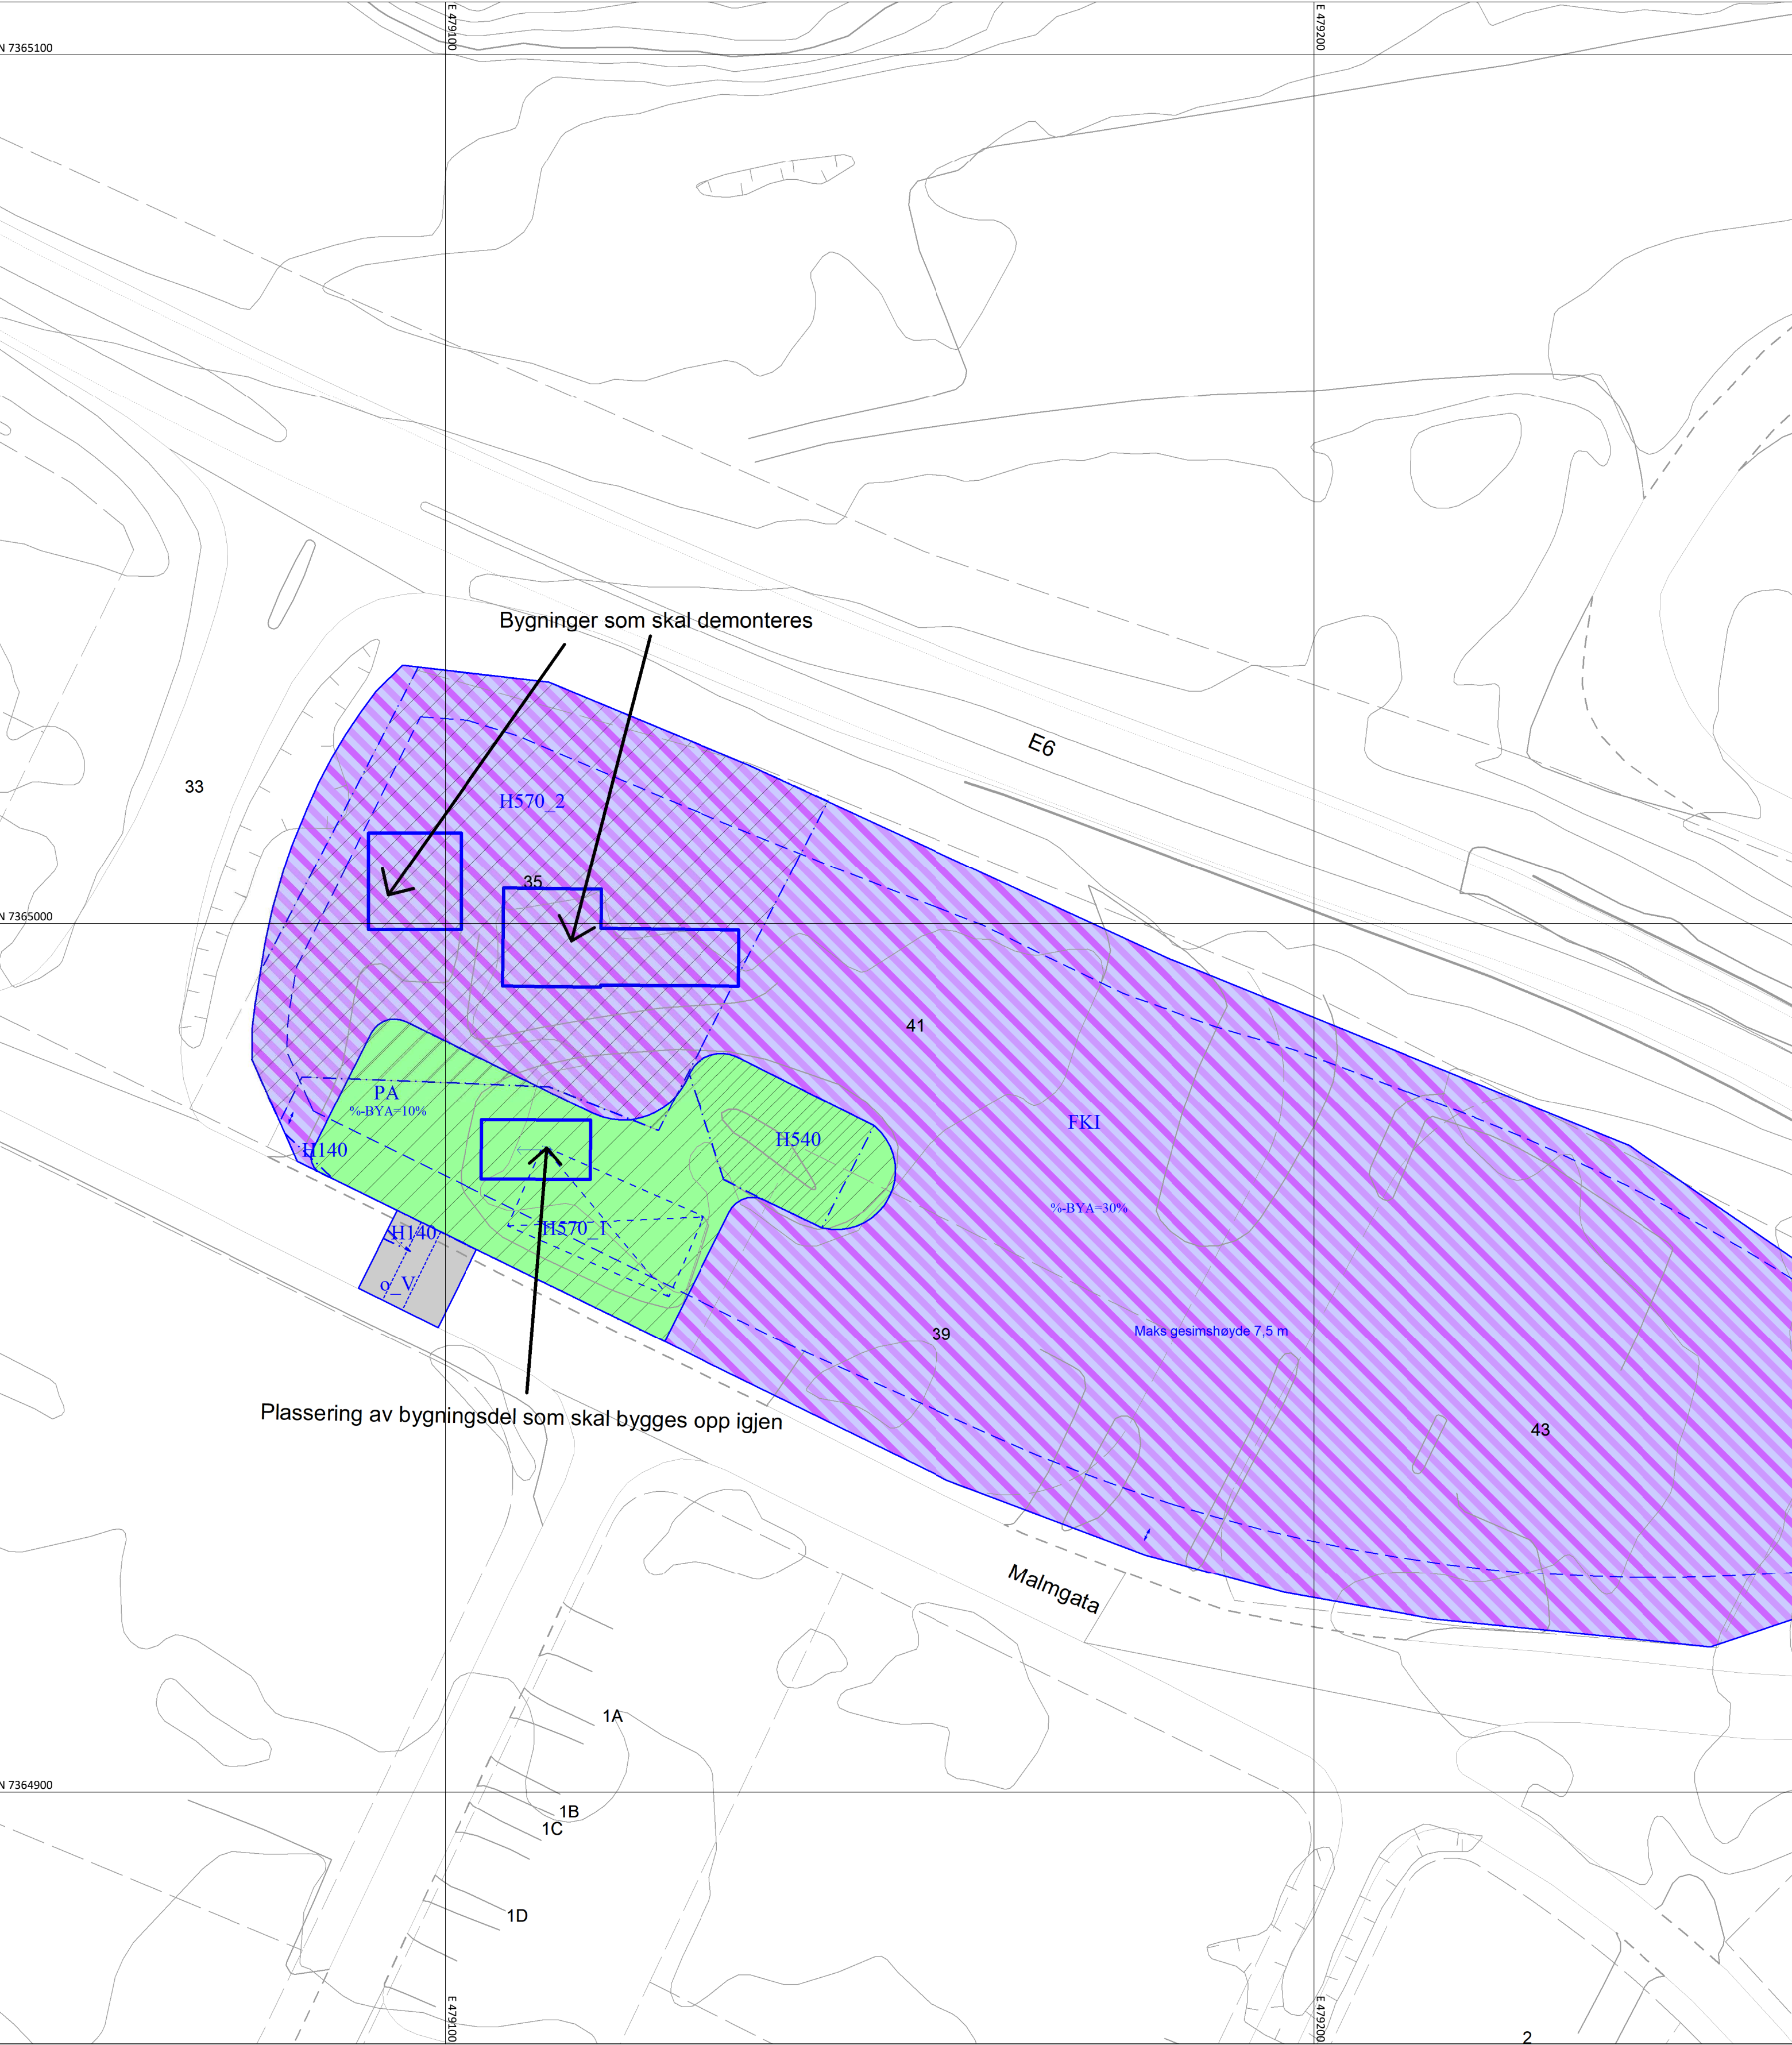 E 479100
E 479200
N 7365100
Bygninger som skal demonteres
E6
33
H570_2
35
N 7365000
41
PA
%-BYA=10%
FKI
H540
H140
%-BYA=30%
H570_1
H140
o_V
39
Maks gesimshøyde 7,5 m
Plassering av bygningsdel som skal bygges opp igjen
43
Malmgata
1A
N 7364900
1B
1C
1D
E 479100
E 479200
2